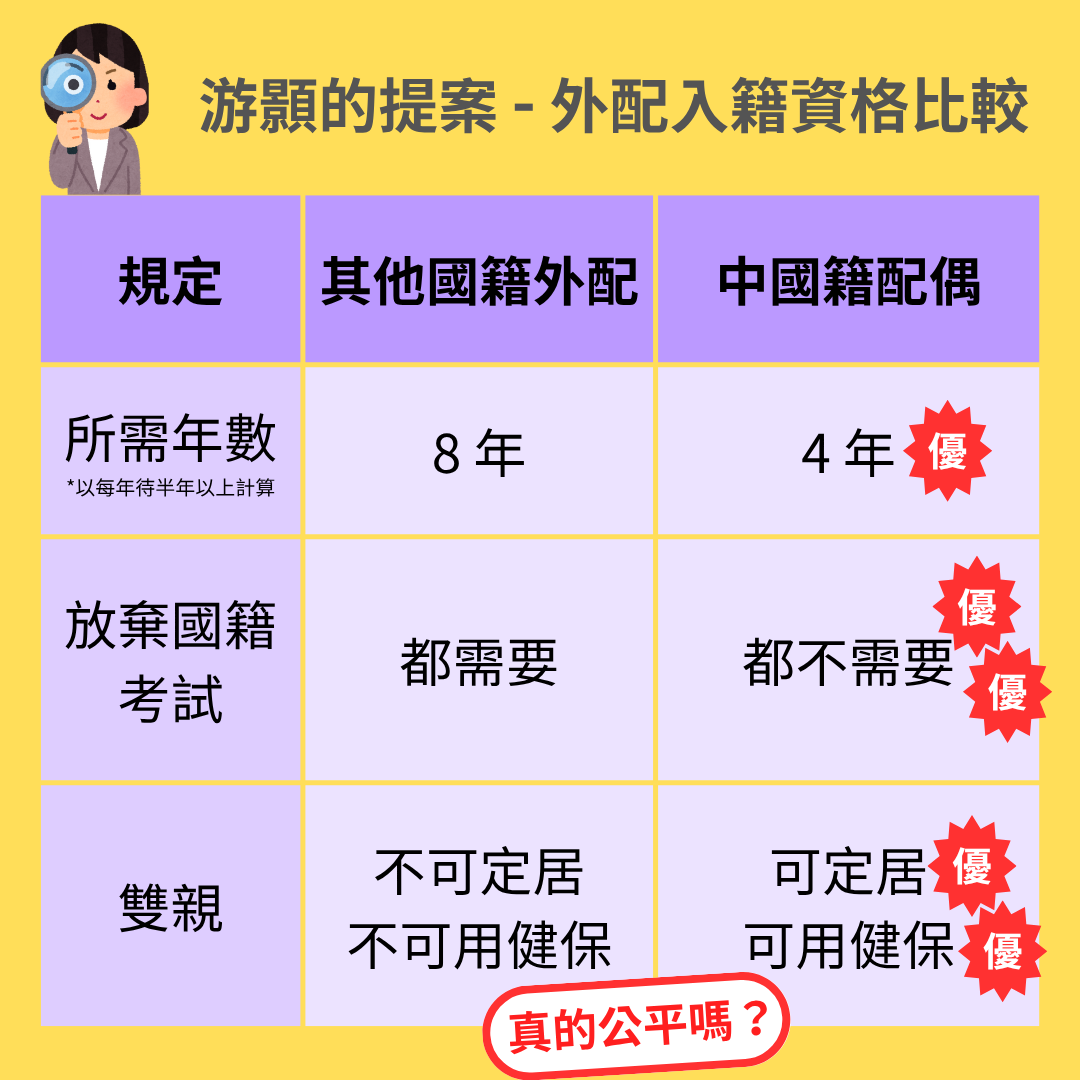 游顥的提案 - 外配入籍資格比較
規定
其他國籍外配
中國籍配偶
所需年數
*以每年待半年以上計算
8 年
4 年
優
放棄國籍
考試
都需要
都不需要
優
優
雙親
不可定居
不可用健保
可定居
優
可用健保
優
真的公平嗎？